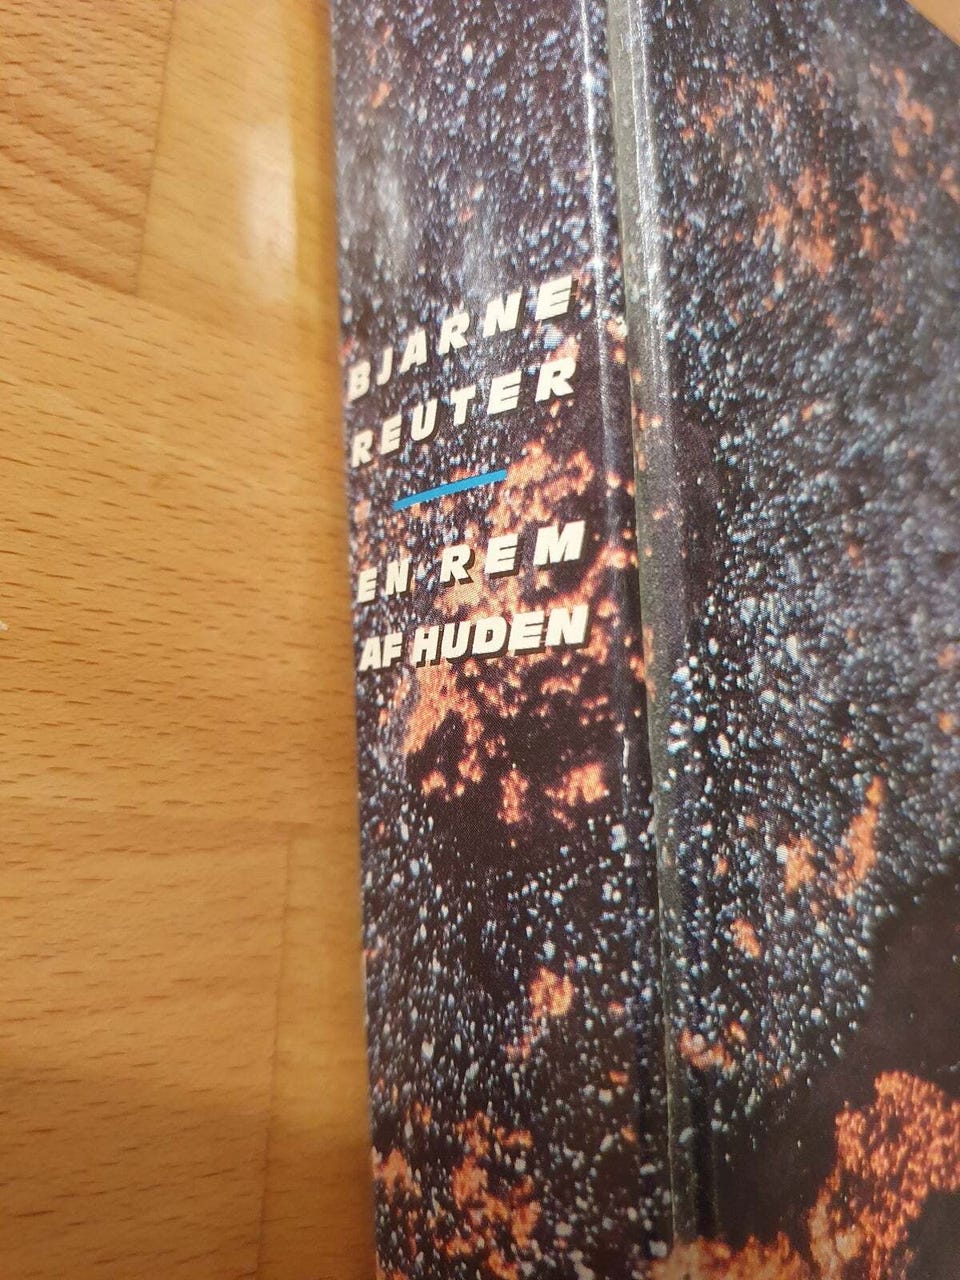 BJARNE
REUTER
EN REM
AF HUDEN